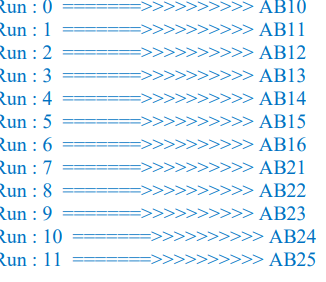 Run : 0 =======>>>>>>>>>> AB10
Run : 1 =======>>>>>>>>>> AB11
Run : 2 =======>>>>>>>>>> AB12
Run : 3 =======>>>>>>>>>> AB13
Run : 4 =======>>>>>>>>>> AB14
Run : 5 =======>>>>>>>>>> AB15
Run : 6 =======>>>>>>>>>> AB16
Run : 7 =======>>>>>>>>>> AB21
Run : 8 =======>>>>>>>>>> AB22
Run : 9 =======>>>>>>>>>> AB23
Run : 10 =======>>>>>>>>>> AB24
Run : 11 =======>>>>>>>>>> AB25